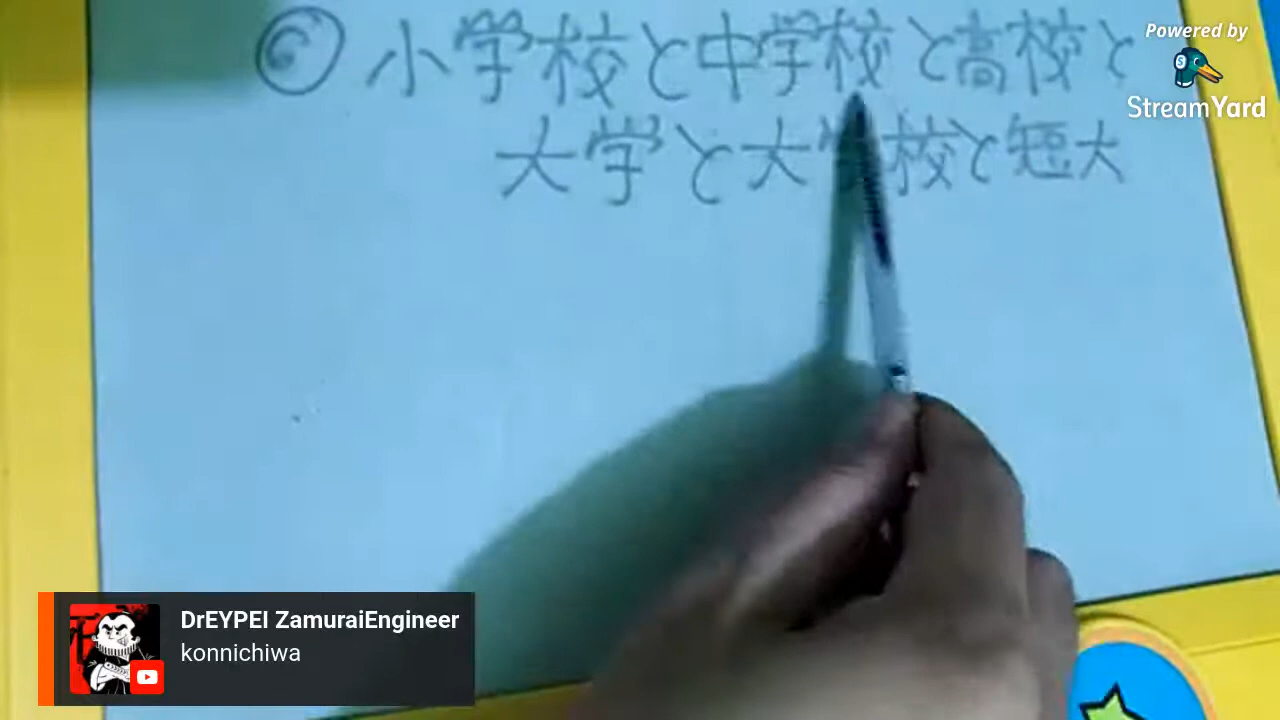 ⑥ 小学校と中学校と高校と
大学と大学校と短大
Powered by
StreamYard
DrEYPEI ZamuraiEngineer
konnichiwa